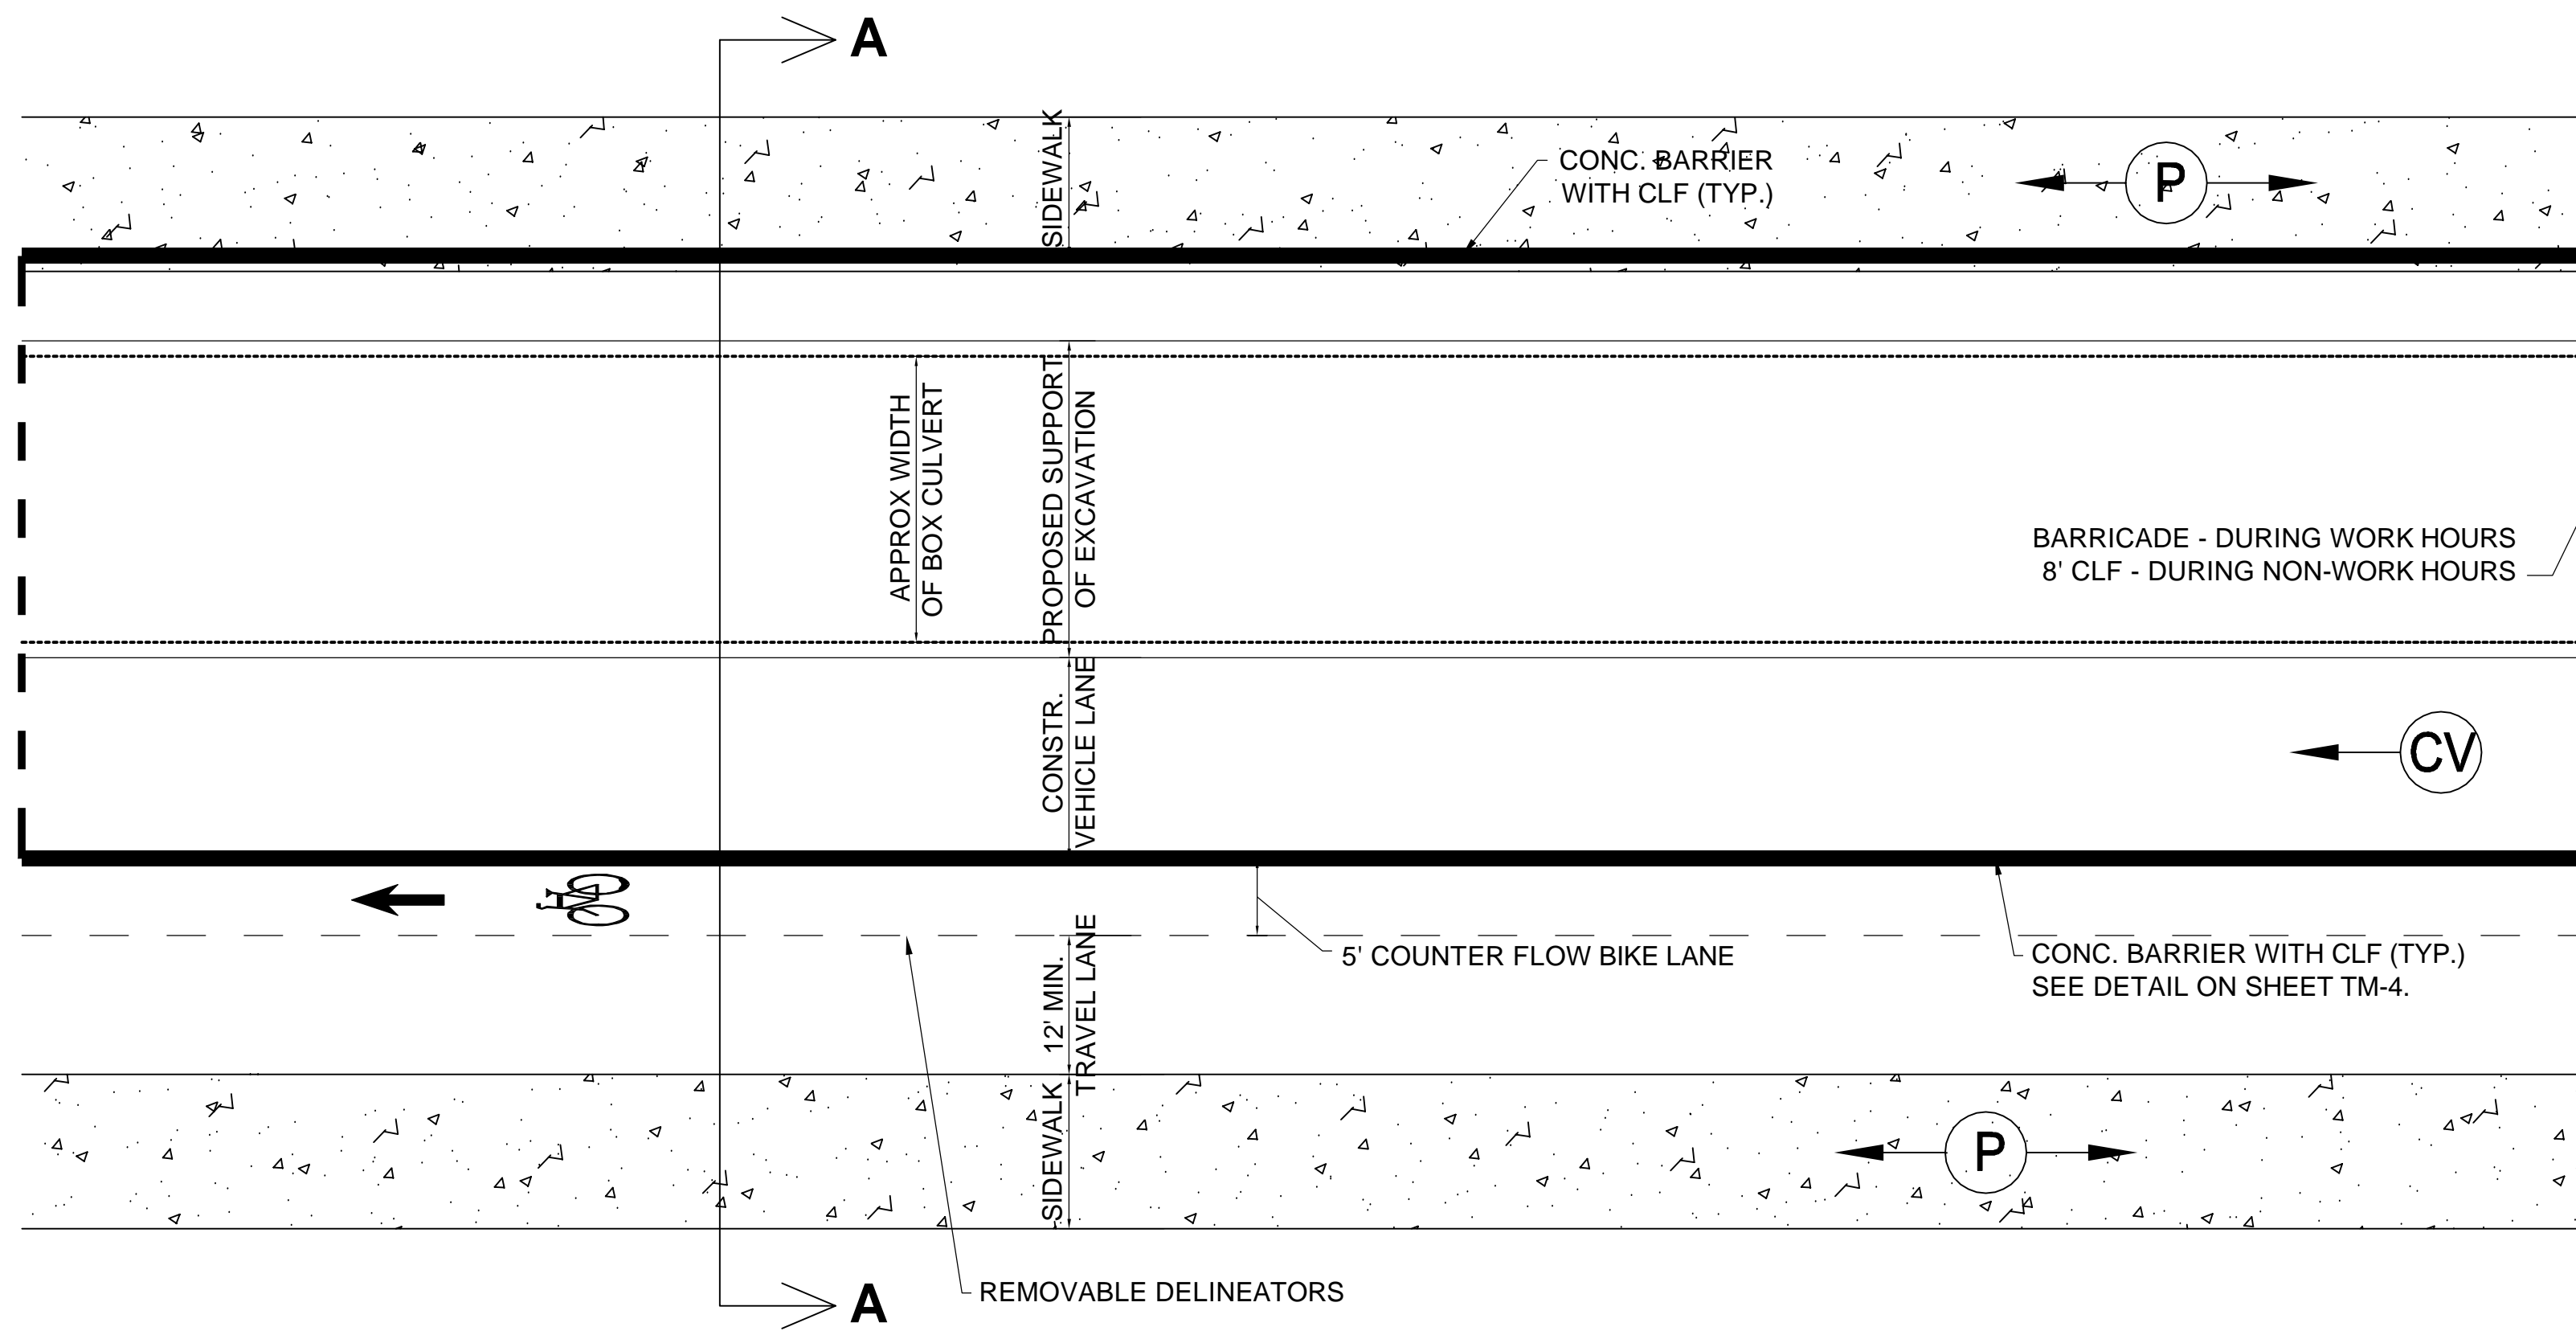 A
SIDEWALK
CONC. BARRIER
WITH CLF (TYP.)
P
APPROX WIDTH
OF BOX CULVERT
PROPOSED SUPPORT
OF EXCAVATION
BARRICADE - DURING WORK HOURS
8' CLF - DURING NON-WORK HOURS
CONSTR.
VEHICLE LANE
CV
5' COUNTER FLOW BIKE LANE
12' MIN.
TRAVEL LANE
CONC. BARRIER WITH CLF (TYP.)
SEE DETAIL ON SHEET TM-4.
SIDEWALK
P
REMOVABLE DELINEATORS
A